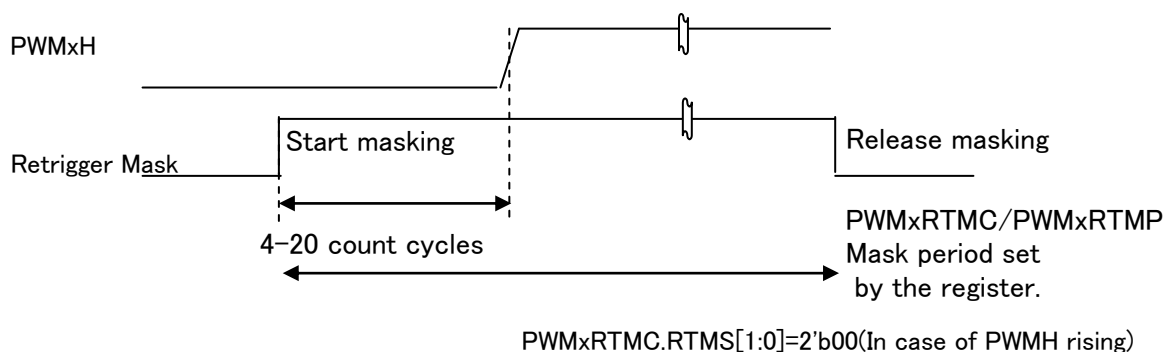 PWMxH
Start masking
Release masking
Retrigger Mask
4-20 count cycles
PWMxRTMC/PWMxRTMP
Mask period set
by the register.
PWMxRTMC.RTMS[1:0]=2'b00(In case of PWMH rising)